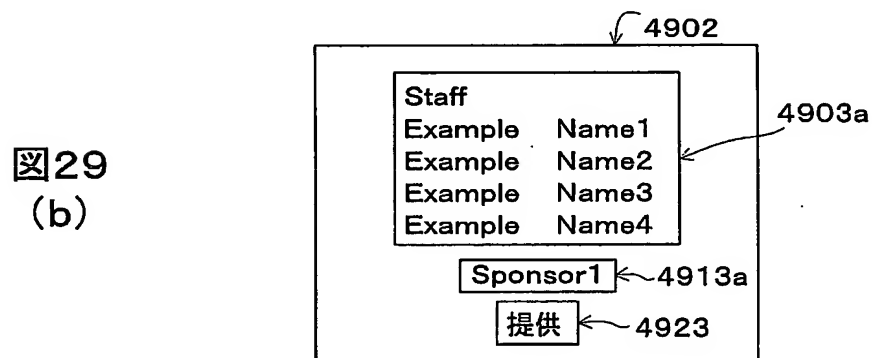 4902
Staff
Example Name1
4903a
Example Name2
図29
Example Name3
(b)
Example Name4
Sponsor1
4913a
提供
4923